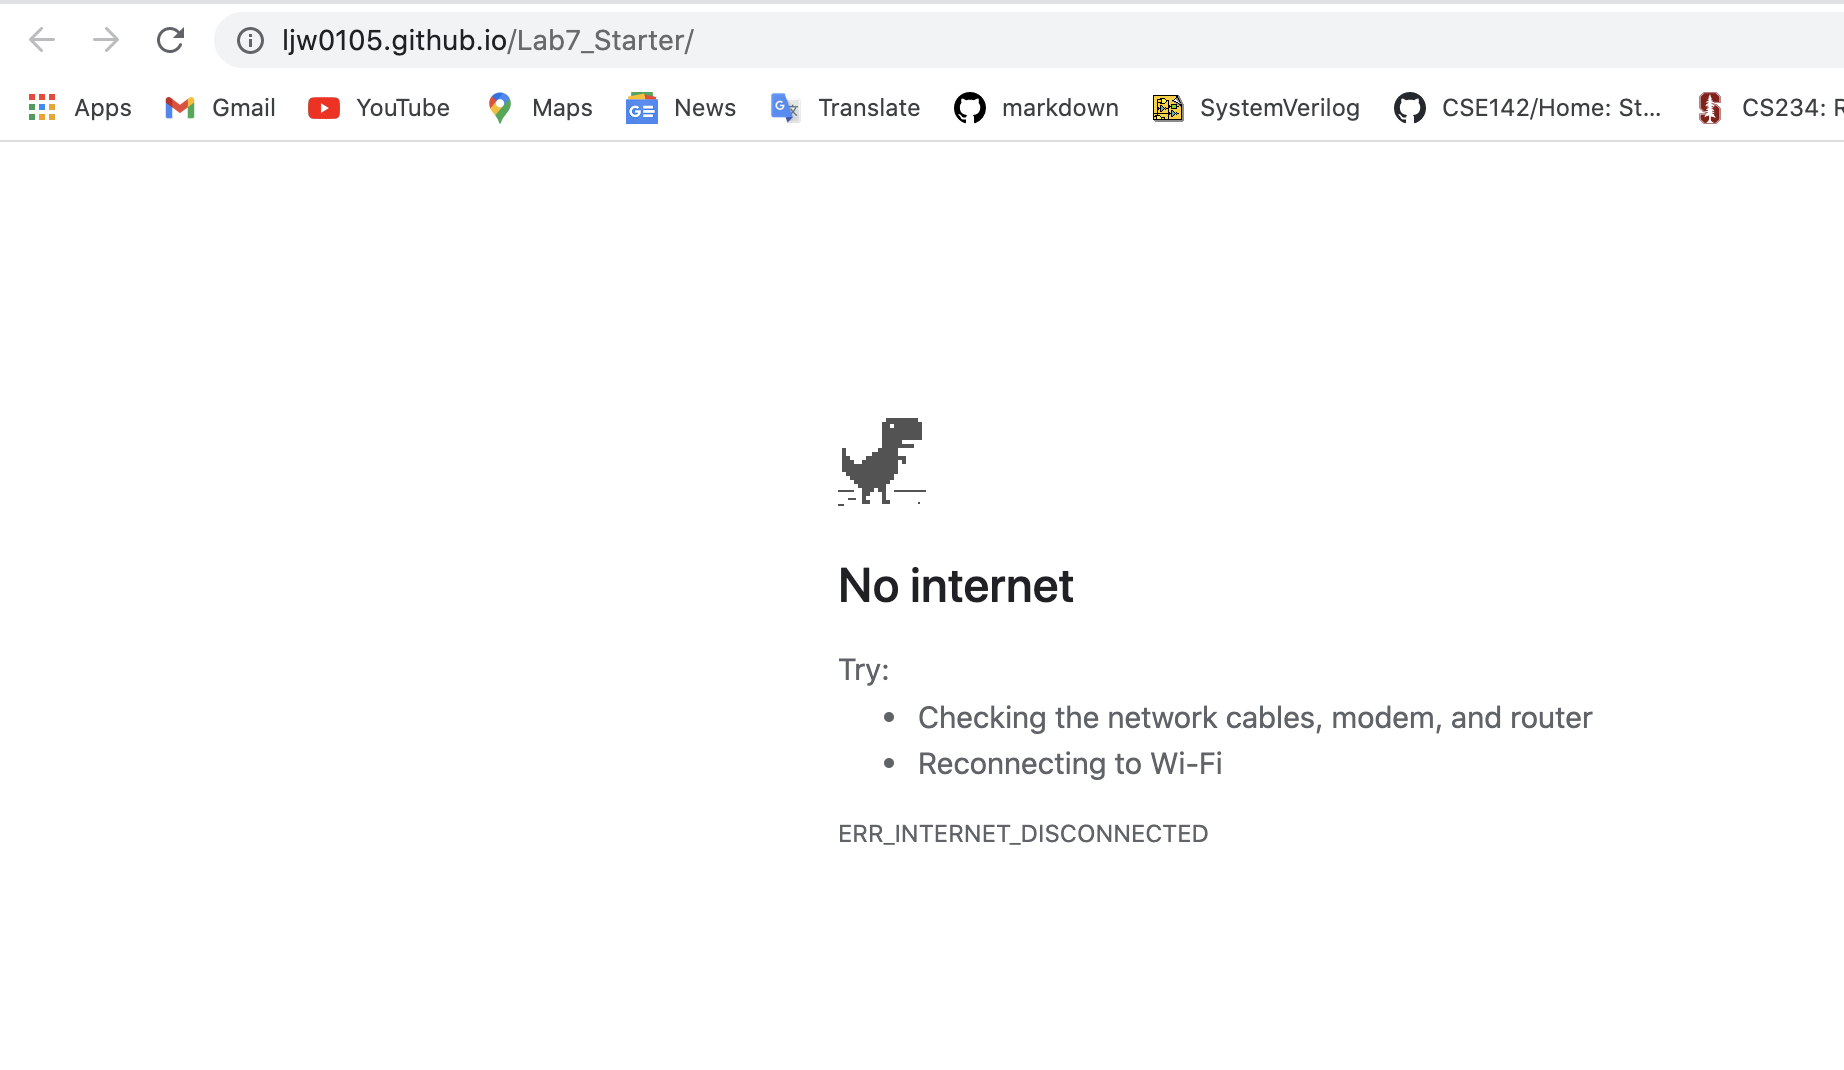 ljw0105.github.io/Lab7_Starter/
Apps Gmail YouTube Maps News Translate markdown SystemVerilog CSE142/Home: St... CS234: R
No internet
Try:
• Checking the network cables, modem, and router
• Reconnecting to Wi-Fi
ERR_INTERNET_DISCONNECTED